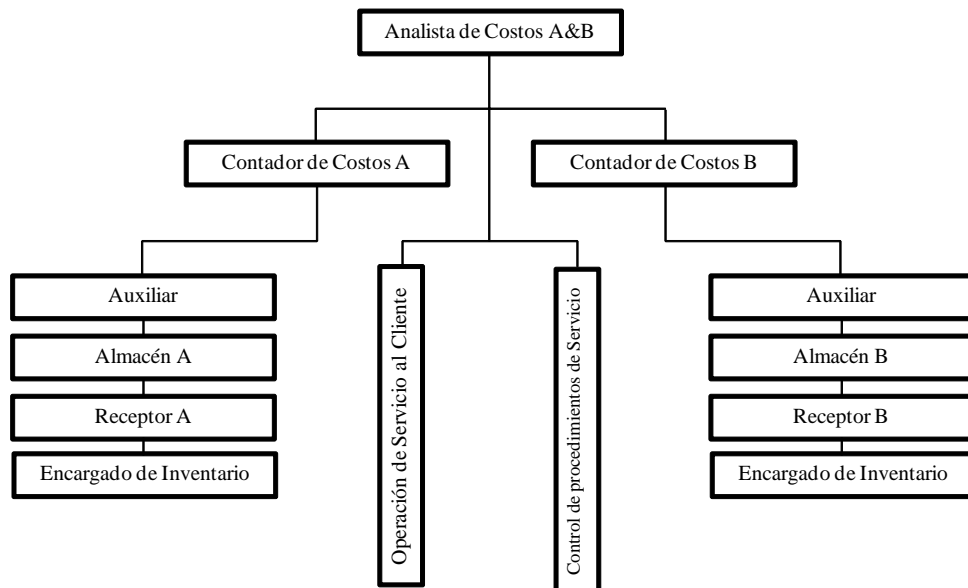 Analista de Costos A&B
Contador de Costos A
Contador de Costos B
Auxiliar
Almacén A
Receptor A
Encargado de Inventario
Operación de Servicio al Cliente
Control de procedimientos de Servicio
Auxiliar
Almacén B
Receptor B
Encargado de Inventario